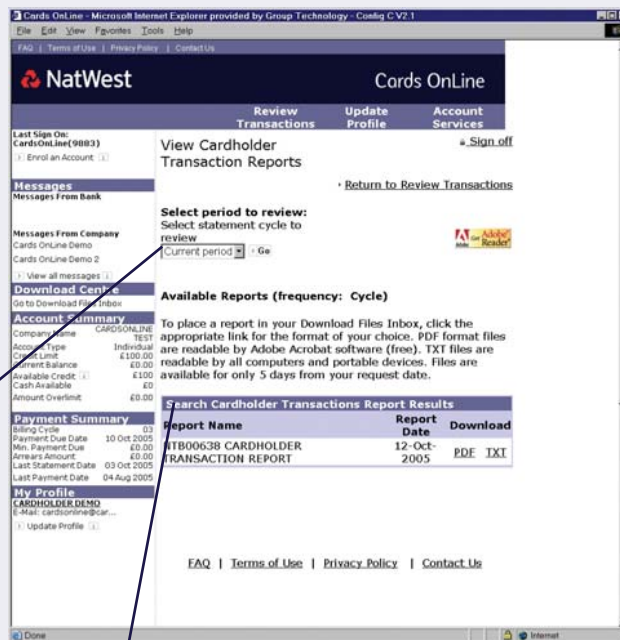 Cards OnLine - Microsoft Internet Explorer provided by Group Technology - Config C V2.1
File Edit View Favorites Tools Help
FAQ | Terms of Use | Privacy Policy | Contact Us
NatWest
Cards OnLine
Review Transactions
Update Profile
Account Services
Last Sign On:
CardsOnLine(9883)
Enrol an Account
Messages
Messages From Bank
Messages From Company
Cards OnLine Demo
Cards OnLine Demo 2
View all messages
Download Centre
Go to Download Files Inbox
Account Summary
Company Name CARDSONLINE TEST
Account Type Individual
Credit Limit £100.00
Current Balance £0.00
Available Credit £100
Cash Available £0
Amount Overlimit £0.00
Payment Summary
Billing Cycle 03
Payment Due Date 10 Oct 2005
Min. Payment Due £0.00
Arrears Amount £0.00
Last Statement Date 03 Oct 2005
Last Payment Date 04 Aug 2005
My Profile
CARDHOLDER DEMO
E-Mail: cardsonline@car...
Update Profile
View Cardholder
Transaction Reports
Sign off
Return to Review Transactions
Select period to review:
Select statement cycle to
review
Current period Go
Get Adobe Reader
Adobe
Available Reports (frequency: Cycle)
To place a report in your Download Files Inbox, click the
appropriate link for the format of your choice. PDF format files
are readable by Adobe Acrobat software (free). TXT files are
readable by all computers and portable devices. Files are
available for only 5 days from your request date.
Search Cardholder Transactions Report Results
Report Name Report Date Download
NTB00638 CARDHOLDER TRANSACTION REPORT 12-Oct-2005 PDF TXT
FAQ | Terms of Use | Privacy Policy | Contact Us
Done
Internet